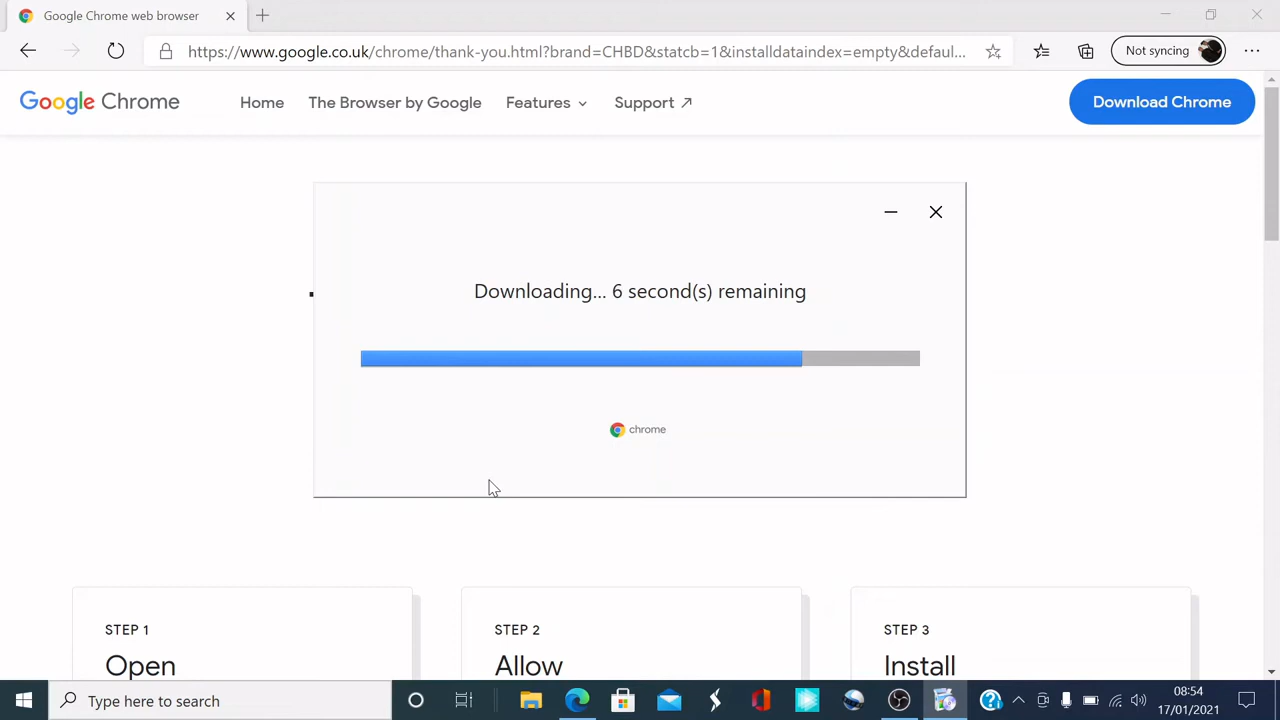 Google Chrome web browser
https://www.google.co.uk/chrome/thank-you.html?brand=CHBD&statcb=1&installdataindex=empty&defaul...
Not syncing
Google Chrome
Home
The Browser by Google
Features
Support
Download Chrome
Downloading... 6 second(s) remaining
chrome
STEP 1
Open
STEP 2
Allow
STEP 3
Install
Type here to search
08:54
17/01/2021